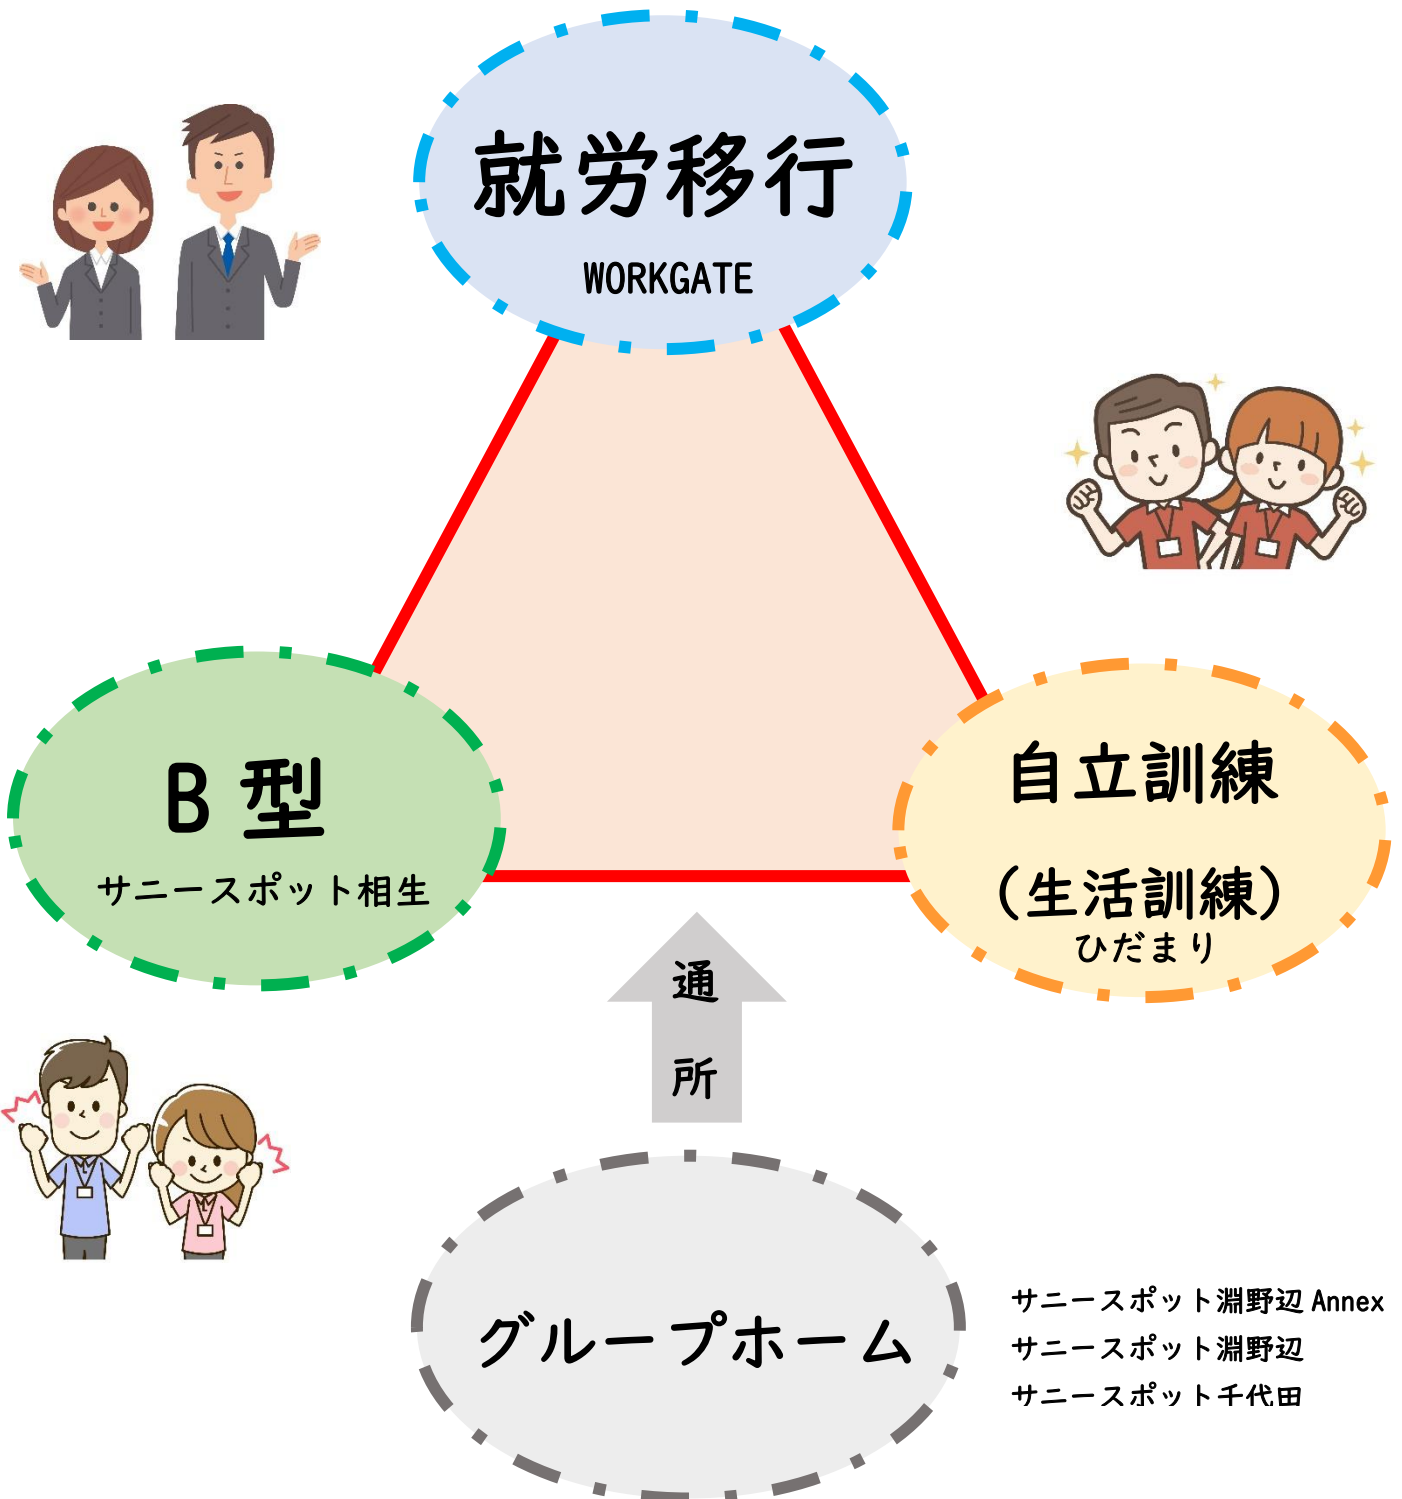 就労移行
WORKGATE
B型
サニースポット相生
自立訓練
(生活訓練)
ひだまり
通
所
グループホーム
サニースポット淵野辺 Annex
サニースポット淵野辺
サニースポット千代田